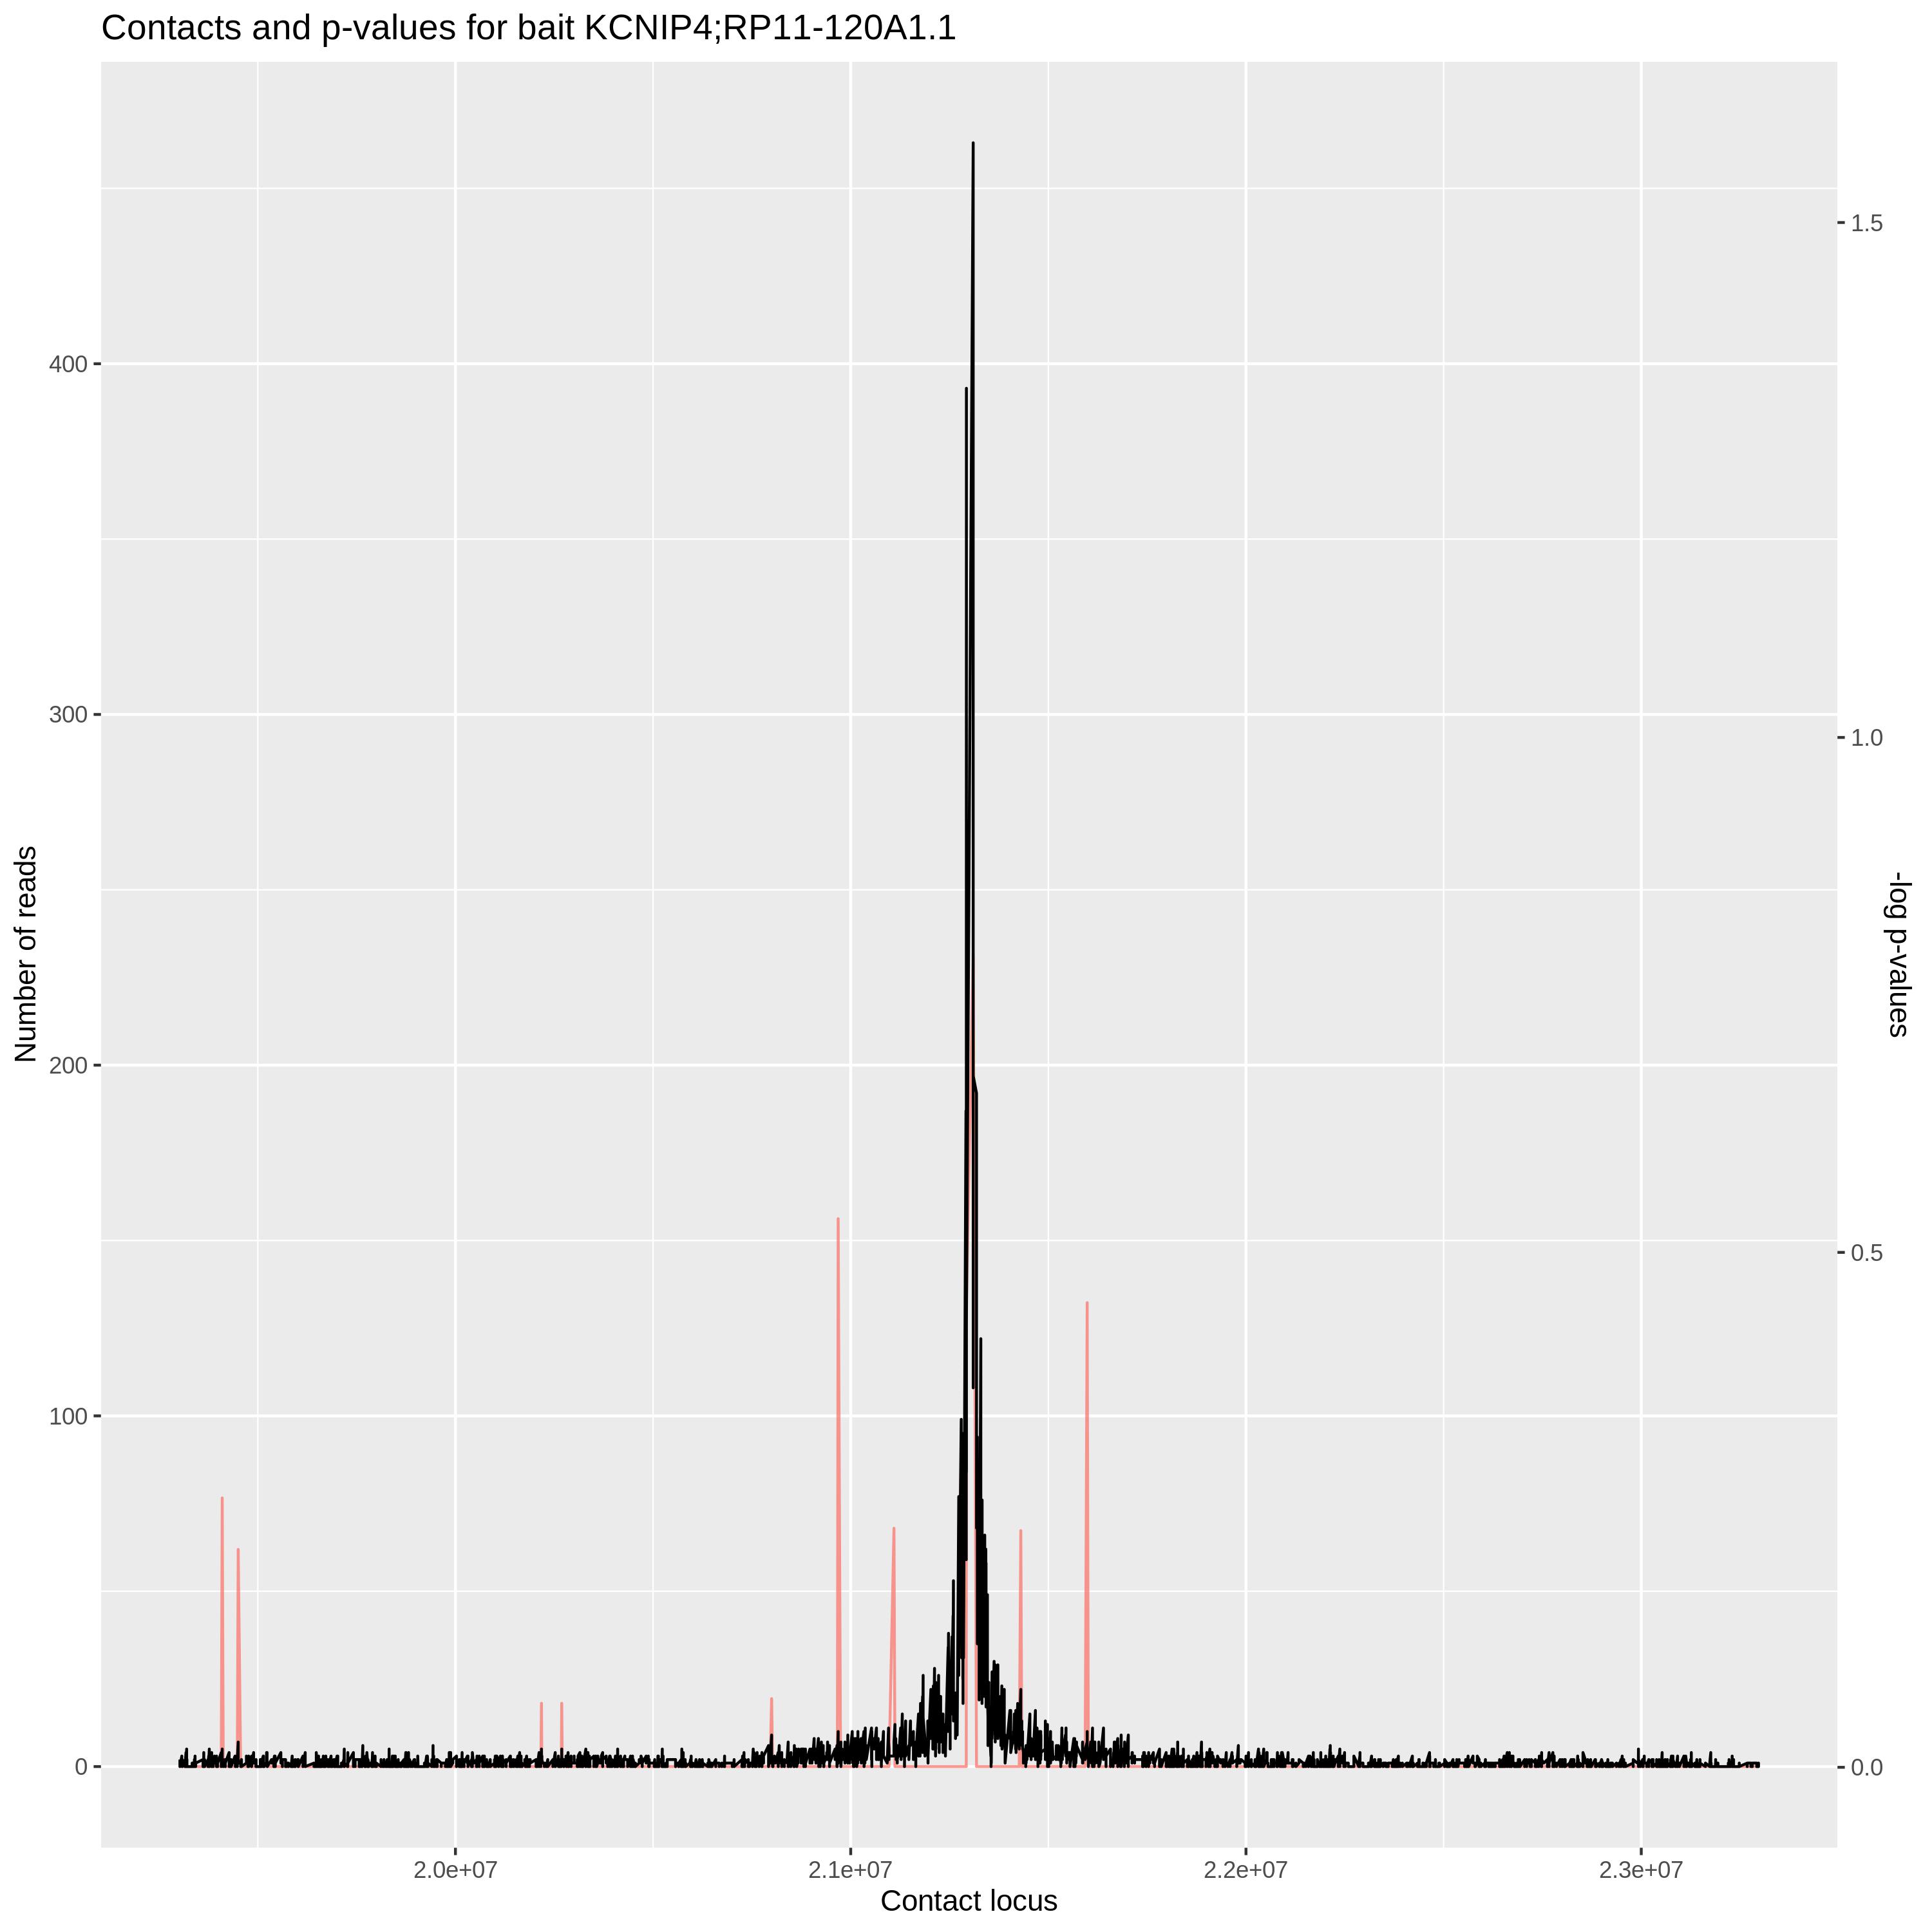 Contacts and p-values for bait KCNIP4;RP11-120A1.1
400
300
200
100
0
Number of reads
1.5
1.0
0.5
0.0
-log p-values
2.0e+07 2.1e+07 2.2e+07 2.3e+07
Contact locus